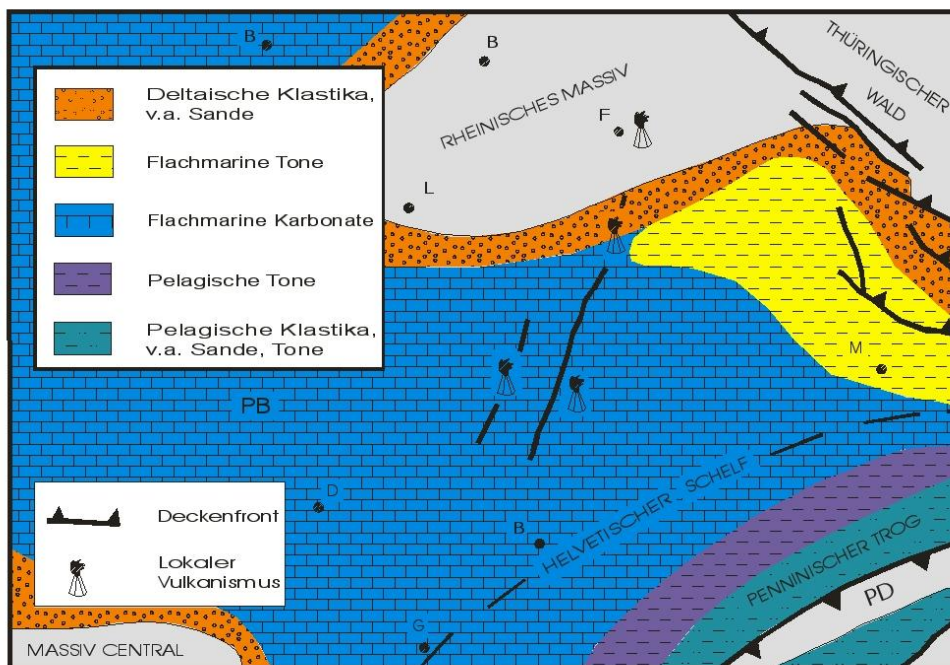 B
B
THÜRINGISCHER
WALD
RHEINISCHES MASSIV
F
L
Deltaische Klastika,
v.a. Sande
Flachmarine Tone
Flachmarine Karbonate
Pelagische Tone
Pelagische Klastika,
v.a. Sande, Tone
M
PB
D
B
HELVETISCHER SCHELF
PENNINISCHER TROG
PD
Deckenfront
Lokaler
Vulkanismus
G
MASSIV CENTRAL